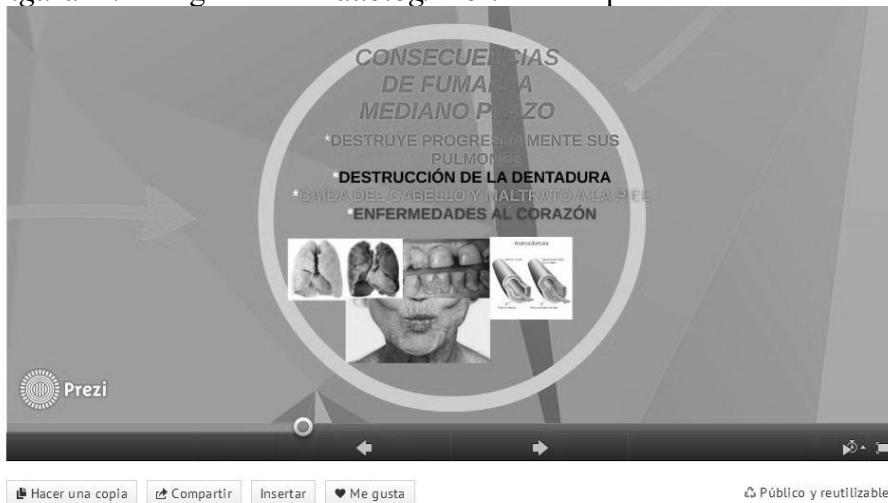 CONSECUENCIAS
DE FUMAR A
MEDIANO PLAZO
*DESTRUYE PROGRESIVAMENTE SUS
PULMONES
*DESTRUCCIÓN DE LA DENTADURA
*CAIDA DEL CABELLO Y MALTRATO A LA PIEL
*ENFERMEDADES AL CORAZÓN
Prezi
Hacer una copia
Compartir
Insertar
Me gusta
Público y reutilizable